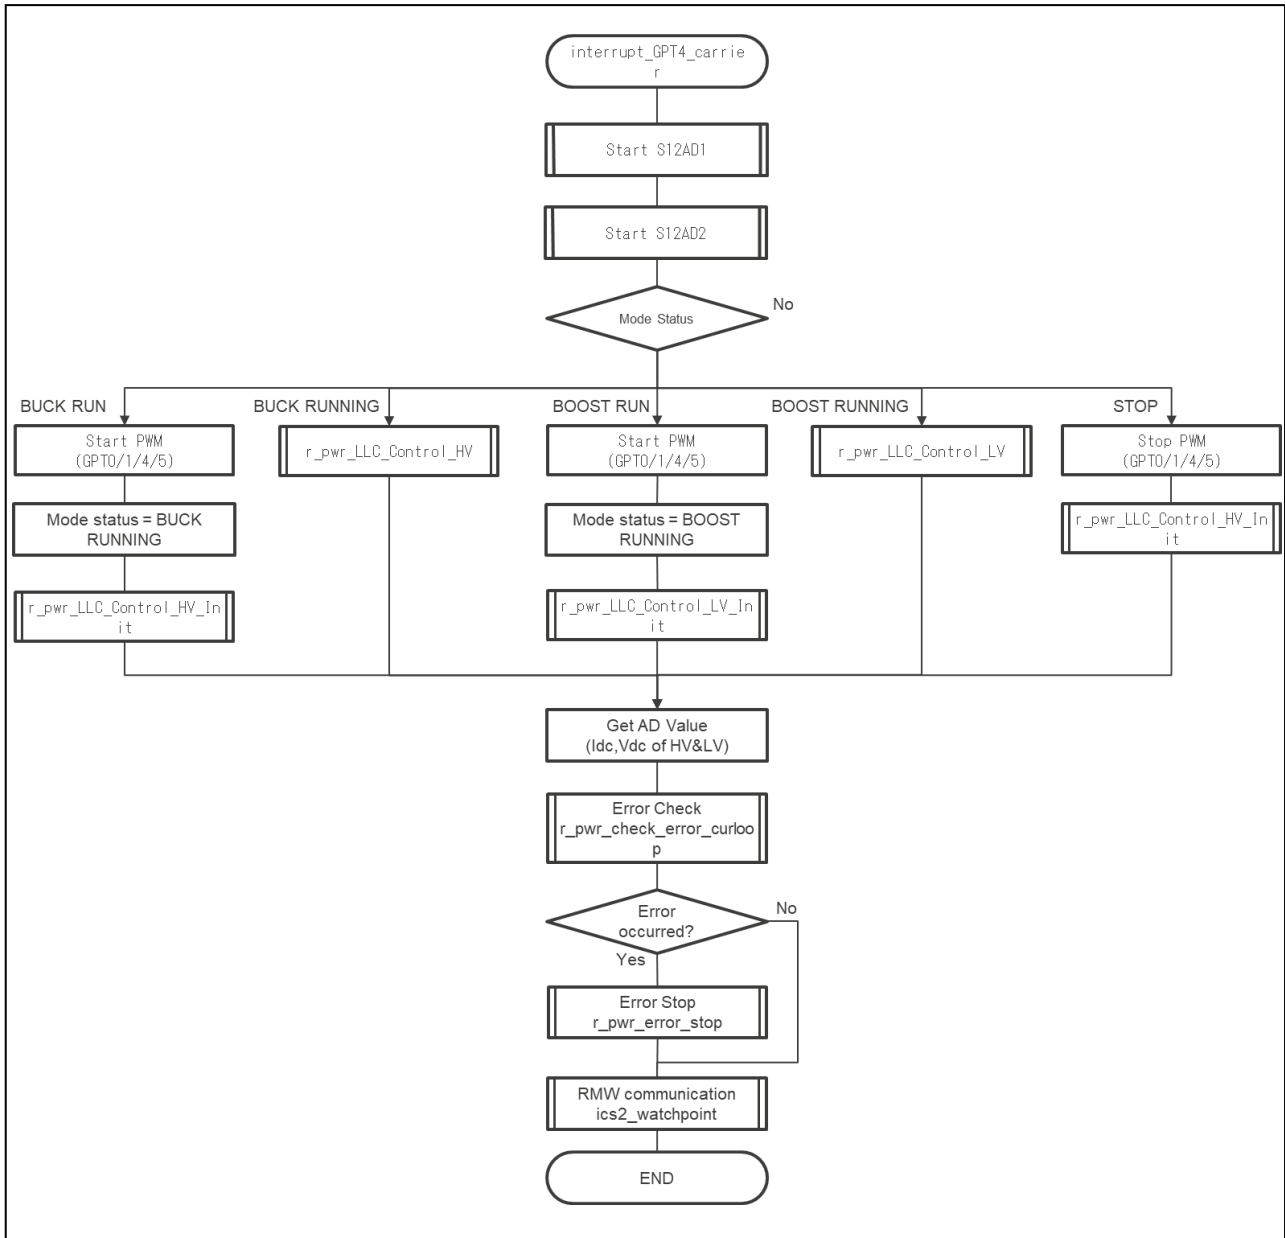 interrupt_GPT4_carrie
r
Start S12AD1
Start S12AD2
Mode Status
No
BUCK RUN
BUCK RUNNING
BOOST RUN
BOOST RUNNING
STOP
Start PWM
(GPT0/1/4/5)
r_pwr_LLC_Control_HV
Start PWM
(GPT0/1/4/5)
r_pwr_LLC_Control_LV
Stop PWM
(GPT0/1/4/5)
Mode status = BUCK
RUNNING
Mode status = BOOST
RUNNING
r_pwr_LLC_Control_HV_In
it
r_pwr_LLC_Control_HV_In
it
r_pwr_LLC_Control_LV_In
it
Get AD Value
(Idc,Vdc of HV&LV)
Error Check
r_pwr_check_error_curloo
p
Error
occurred?
No
Yes
Error Stop
r_pwr_error_stop
RMW communication
ics2_watchpoint
END